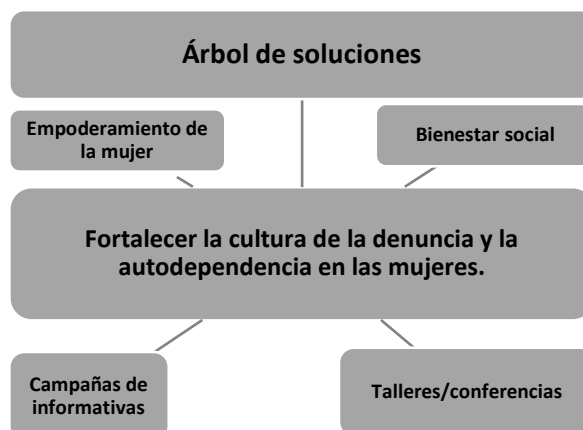 Árbol de soluciones
Empoderamiento de
la mujer
Bienestar social
Fortalecer la cultura de la denuncia y la
autodependencia en las mujeres.
Campañas de
informativas
Talleres/conferencias